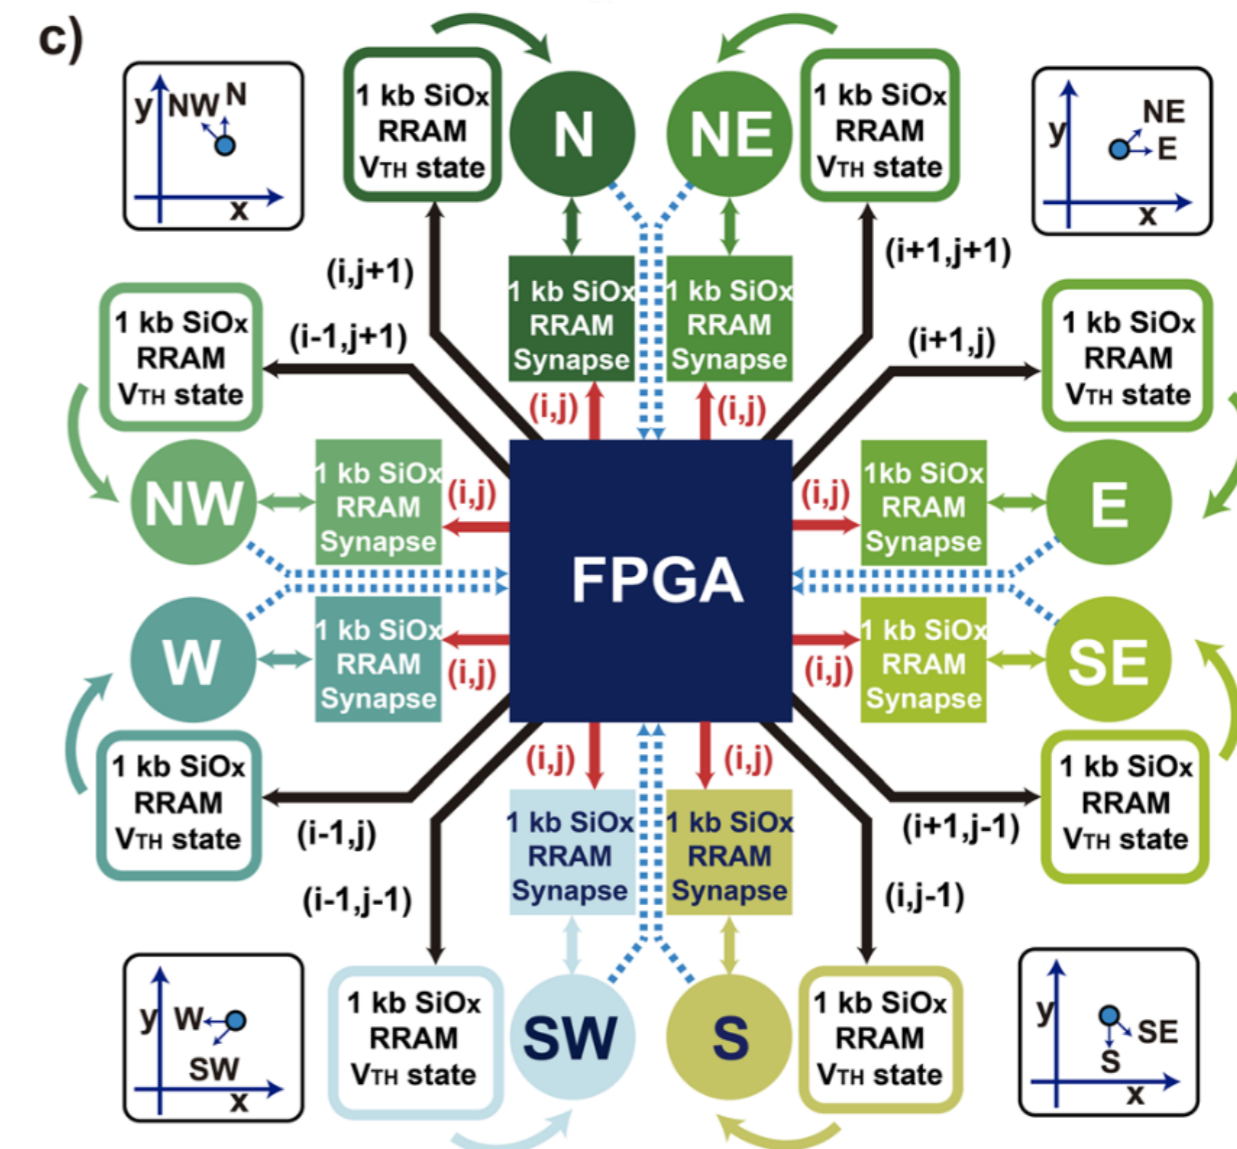 c)
y
NW
N
x
1 kb SiOx
RRAM
VTH state
N
NE
1 kb SiOx
RRAM
VTH state
y
NE
E
x
(i,j+1)
(i+1,j+1)
1 kb SiOx
RRAM
Synapse
1 kb SiOx
RRAM
Synapse
1 kb SiOx
RRAM
VTH state
(i-1,j+1)
(i+1,j)
1 kb SiOx
RRAM
VTH state
(i,j)
(i,j)
NW
1 kb SiOx
RRAM
Synapse
(i,j)
(i,j)
1kb SiOx
RRAM
Synapse
E
FPGA
W
1 kb SiOx
RRAM
Synapse
(i,j)
(i,j)
1 kb SiOx
RRAM
Synapse
SE
1 kb SiOx
RRAM
VTH state
(i-1,j)
(i,j)
(i,j)
(i+1,j-1)
1 kb SiOx
RRAM
VTH state
1 kb SiOx
RRAM
Synapse
1 kb SiOx
RRAM
Synapse
(i-1,j-1)
(i,j-1)
y
W
SW
x
1 kb SiOx
RRAM
VTH state
SW
S
1 kb SiOx
RRAM
VTH state
y
SE
S
x